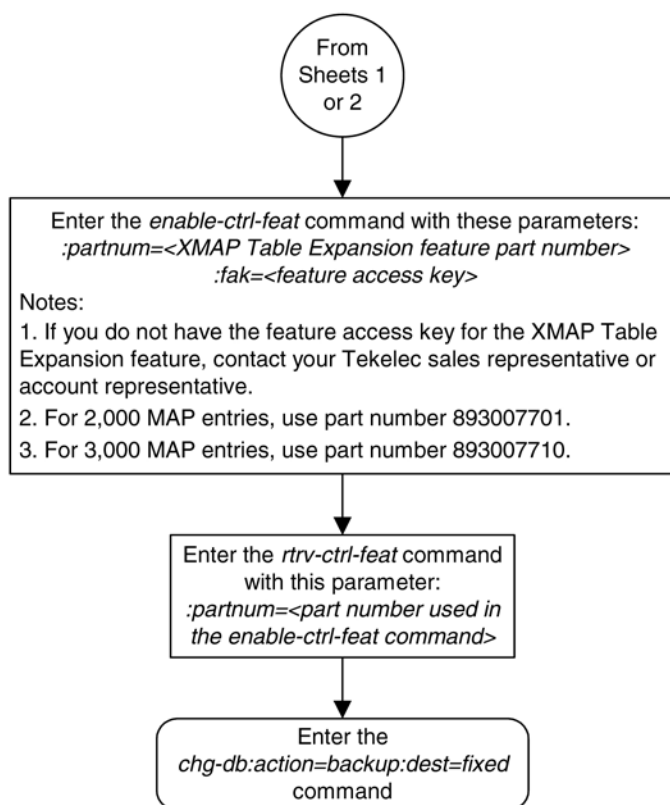 From
Sheets 1
or 2
Enter the enable-ctrl-feat command with these parameters:
:partnum=<XMAP Table Expansion feature part number>
:fak=<feature access key>
Notes:
1. If you do not have the feature access key for the XMAP Table
Expansion feature, contact your Tekelec sales representative or
account representative.
2. For 2,000 MAP entries, use part number 893007701.
3. For 3,000 MAP entries, use part number 893007710.
Enter the rtrv-ctrl-feat command
with this parameter:
:partnum=<part number used in
the enable-ctrl-feat command>
Enter the
chg-db:action=backup:dest=fixed
command